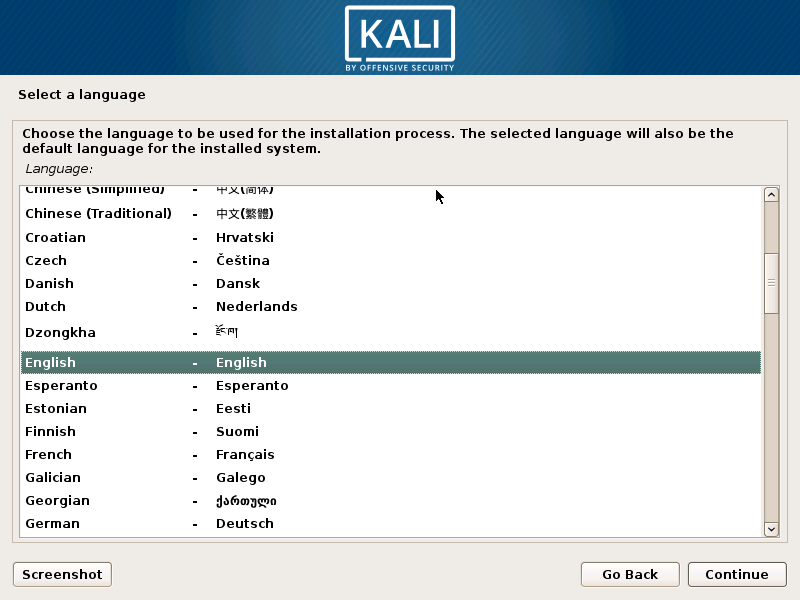 KALI
BY OFFENSIVE SECURITY
Select a language
Choose the language to be used for the installation process. The selected language will also be the
default language for the installed system.
Language:
Chinese (Simplified) - 中文(简体)
Chinese (Traditional) - 中文(繁體)
Croatian - Hrvatski
Czech - Čeština
Danish - Dansk
Dutch - Nederlands
Dzongkha - རྫོང་ཁ།
English - English
Esperanto - Esperanto
Estonian - Eesti
Finnish - Suomi
French - Français
Galician - Galego
Georgian - ქართული
German - Deutsch
Screenshot Go Back Continue